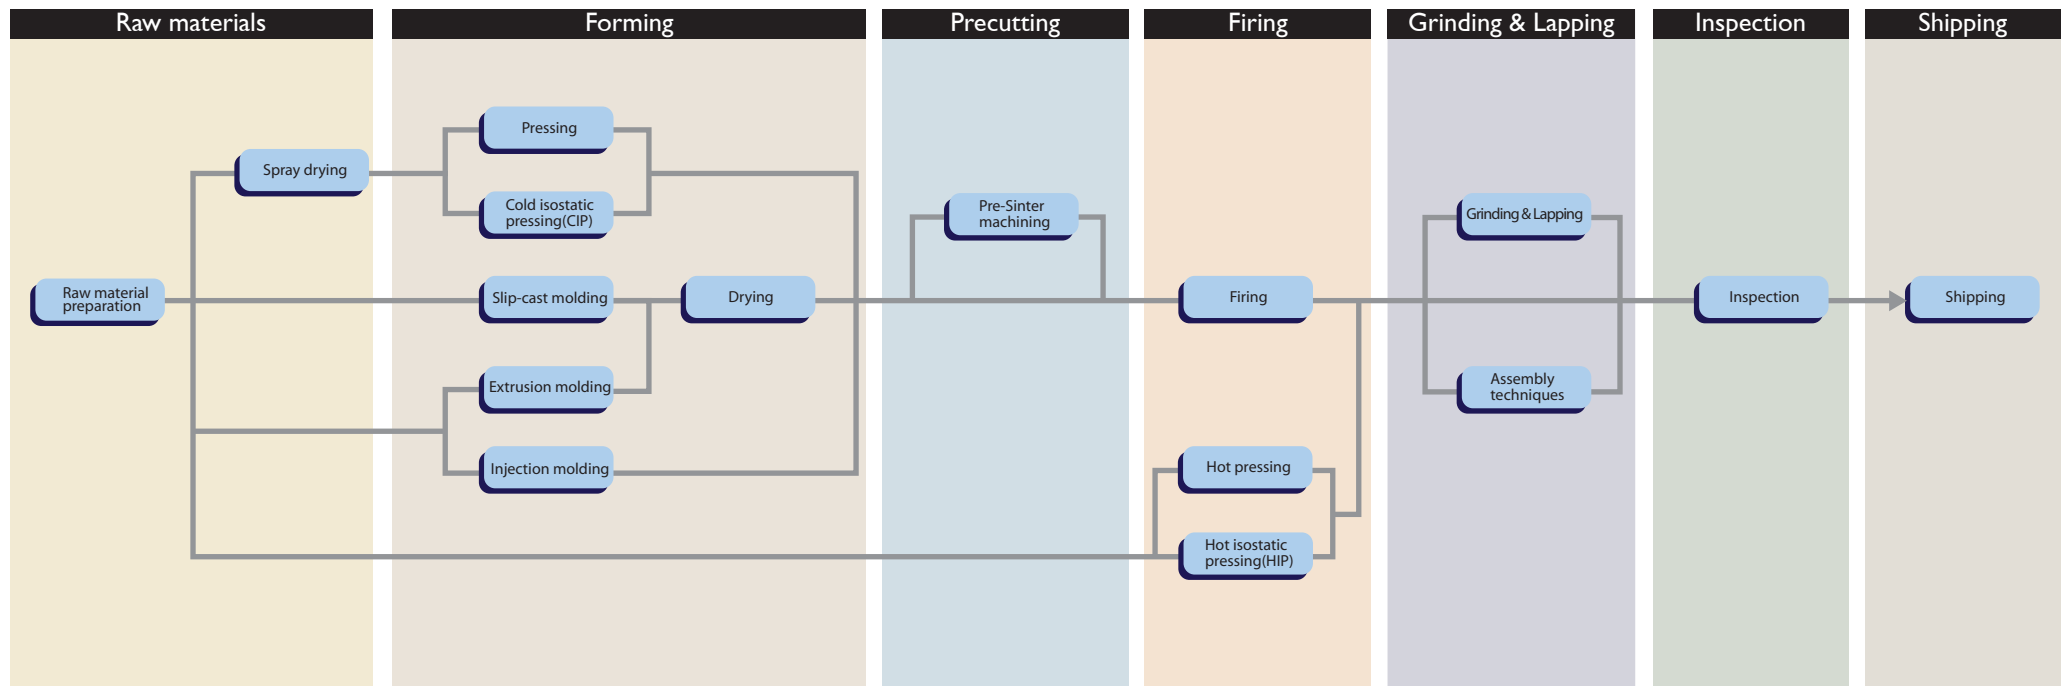 Raw materials
Forming
Precutting
Firing
Grinding & Lapping
Inspection
Shipping
Raw material
preparation
Spray drying
Pressing
Cold isostatic
pressing(CIP)
Slip-cast molding
Drying
Extrusion molding
Injection molding
Pre-Sinter
machining
Firing
Hot pressing
Hot isostatic
pressing(HIP)
Grinding & Lapping
Assembly
techniques
Inspection
Shipping